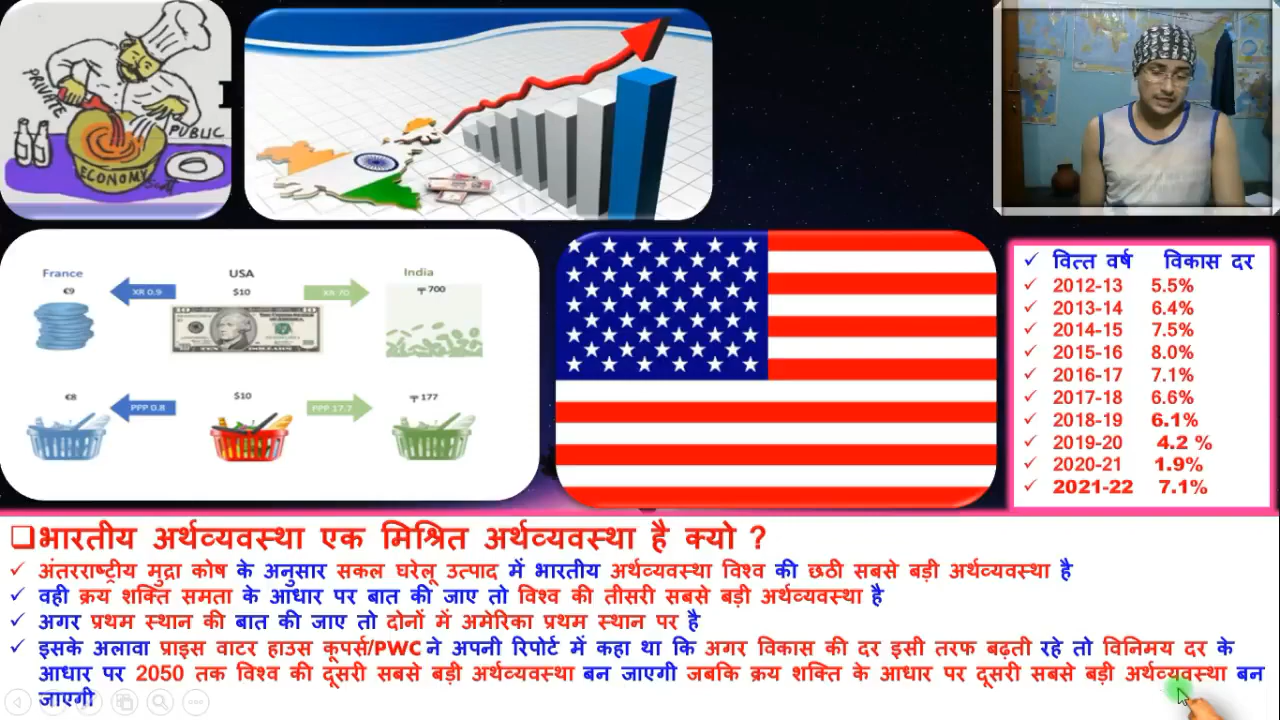 PRIVATE
PUBLIC
ECONOMY
France
USA
India
€9
$10
₸ 700
XR 0.9
XR 70
€8
$10
₸ 177
PFP 0.8
PPP 17.7
✓ वित्त वर्ष विकास दर
✓ 2012-13 5.5%
✓ 2013-14 6.4%
✓ 2014-15 7.5%
✓ 2015-16 8.0%
✓ 2016-17 7.1%
✓ 2017-18 6.6%
✓ 2018-19 6.1%
✓ 2019-20 4.2 %
✓ 2020-21 1.9%
✓ 2021-22 7.1%
❑भारतीय अर्थव्यवस्था एक मिश्रित अर्थव्यवस्था है क्यो ?
✓ अंतरराष्ट्रीय मुद्रा कोष के अनुसार सकल घरेलू उत्पाद में भारतीय अर्थव्यवस्था विश्व की छठी सबसे बड़ी अर्थव्यवस्था है
✓ वही क्रय शक्ति समता के आधार पर बात की जाए तो विश्व की तीसरी सबसे बड़ी अर्थव्यवस्था है
✓ अगर प्रथम स्थान की बात की जाए तो दोनों में अमेरिका प्रथम स्थान पर है
✓ इसके अलावा प्राइस वाटर हाउस कूपर्स/PWC ने अपनी रिपोर्ट में कहा था कि अगर विकास की दर इसी तरफ बढ़ती रहे तो विनिमय दर के
आधार पर 2050 तक विश्व की दूसरी सबसे बड़ी अर्थव्यवस्था बन जाएगी जबकि क्रय शक्ति के आधार पर दूसरी सबसे बड़ी अर्थव्यवस्था बन
जाएगी